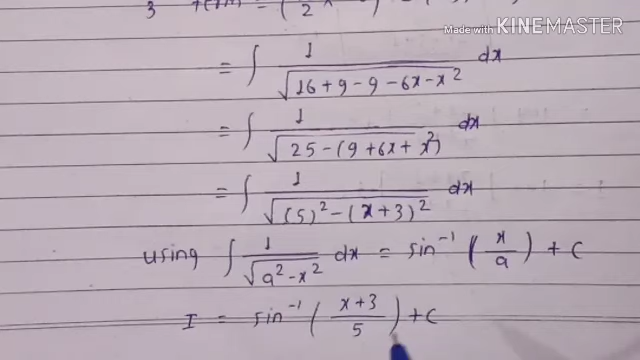 Made with KINEMASTER
= ∫ 1/√(16+9-9-6x-x²) dx
= ∫ 1/√(25-(9+6x+x²)) dx
= ∫ 1/√((5)²-(x+3)²) dx
using ∫ 1/√(a²-x²) dx = sin⁻¹(x/a) + C
I = sin⁻¹((x+3)/5) + C